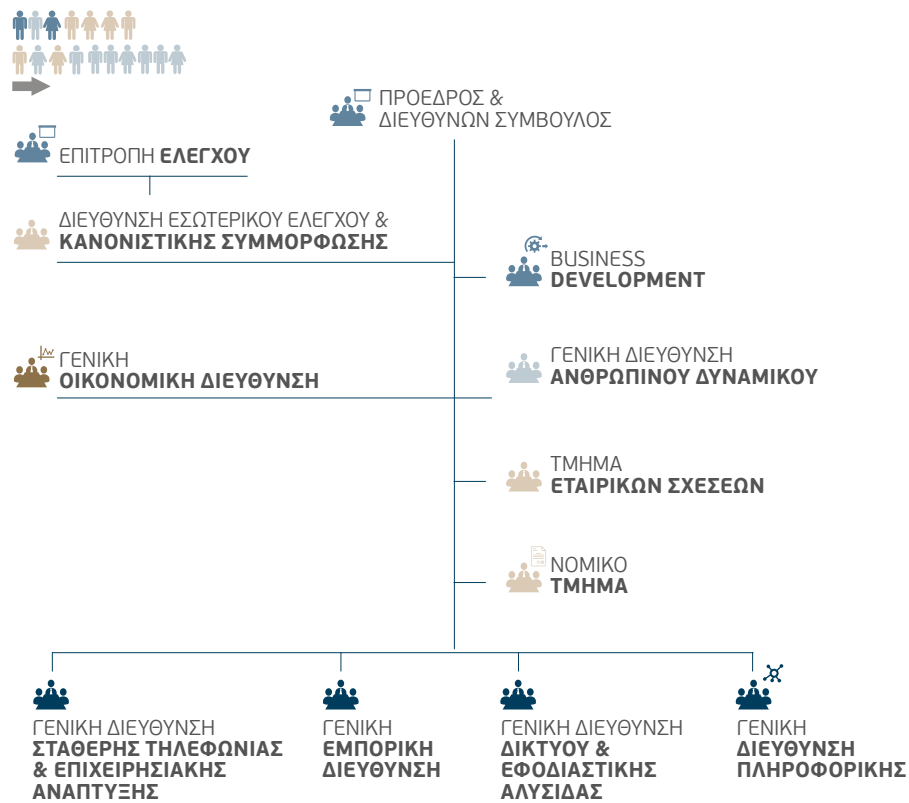 ΠΡΟΕΔΡΟΣ &
ΔΙΕΥΘΥΝΩΝ ΣΥΜΒΟΥΛΟΣ
ΕΠΙΤΡΟΠΗ ΕΛΕΓΧΟΥ
ΔΙΕΥΘΥΝΣΗ ΕΣΩΤΕΡΙΚΟΥ ΕΛΕΓΧΟΥ &
ΚΑΝΟΝΙΣΤΙΚΗΣ ΣΥΜΜΟΡΦΩΣΗΣ
BUSINESS
DEVELOPMENT
ΓΕΝΙΚΗ
ΟΙΚΟΝΟΜΙΚΗ ΔΙΕΥΘΥΝΣΗ
ΓΕΝΙΚΗ ΔΙΕΥΘΥΝΣΗ
ΑΝΘΡΩΠΙΝΟΥ ΔΥΝΑΜΙΚΟΥ
ΤΜΗΜΑ
ΕΤΑΙΡΙΚΩΝ ΣΧΕΣΕΩΝ
ΝΟΜΙΚΟ
ΤΜΗΜΑ
ΓΕΝΙΚΗ ΔΙΕΥΘΥΝΣΗ
ΣΤΑΘΕΡΗΣ ΤΗΛΕΦΩΝΙΑΣ
& ΕΠΙΧΕΙΡΗΣΙΑΚΗΣ
ΑΝΑΠΤΥΞΗΣ
ΓΕΝΙΚΗ
ΕΜΠΟΡΙΚΗ
ΔΙΕΥΘΥΝΣΗ
ΓΕΝΙΚΗ ΔΙΕΥΘΥΝΣΗ
ΔΙΚΤΥΟΥ &
ΕΦΟΔΙΑΣΤΙΚΗΣ
ΑΛΥΣΙΔΑΣ
ΓΕΝΙΚΗ
ΔΙΕΥΘΥΝΣΗ
ΠΛΗΡΟΦΟΡΙΚΗΣ